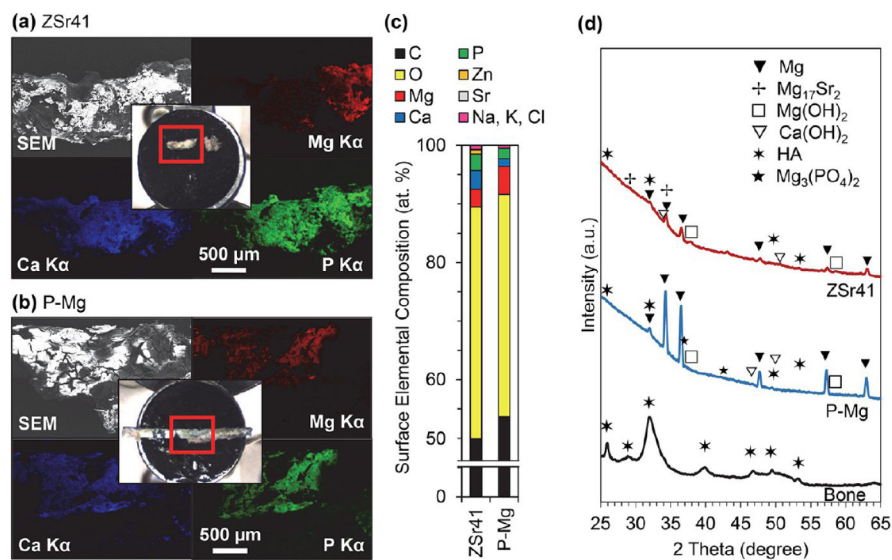 (a) ZSr41
SEM
Mg Kα
Ca Kα
500 μm
P Kα
(b) P-Mg
SEM
Mg Kα
Ca Kα
500 μm
P Kα
(c)
C
P
O
Zn
Mg
Sr
Ca
Na, K, Cl
Surface Elemental Composition (at. %)
100
80
60
50
0
ZSr41
P-Mg
(d)
Mg
Mg₁₇Sr₂
Mg(OH)₂
Ca(OH)₂
HA
Mg₃(PO₄)₂
Intensity (a.u.)
ZSr41
P-Mg
Bone
25 30 35 40 45 50 55 60 65
2 Theta (degree)